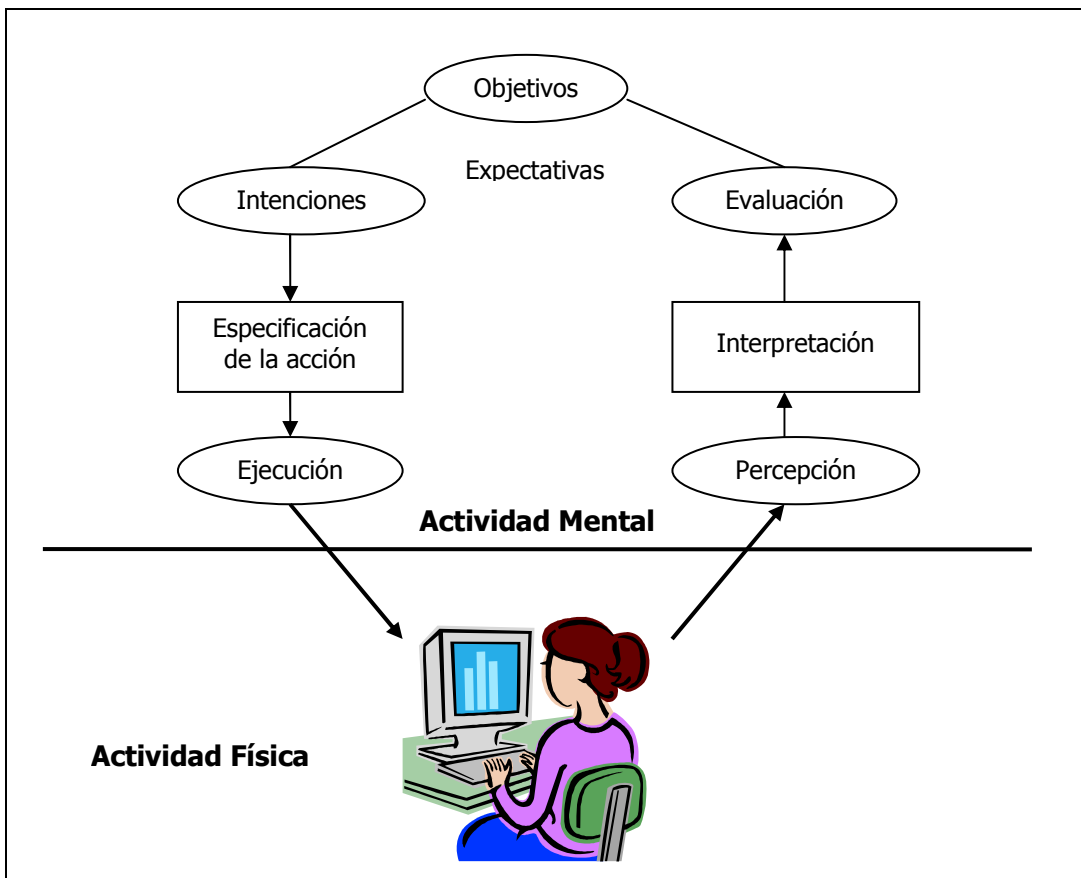 Objetivos
Expectativas
Intenciones
Evaluación
Especificación
de la acción
Interpretación
Ejecución
Percepción
Actividad Mental
Actividad Física